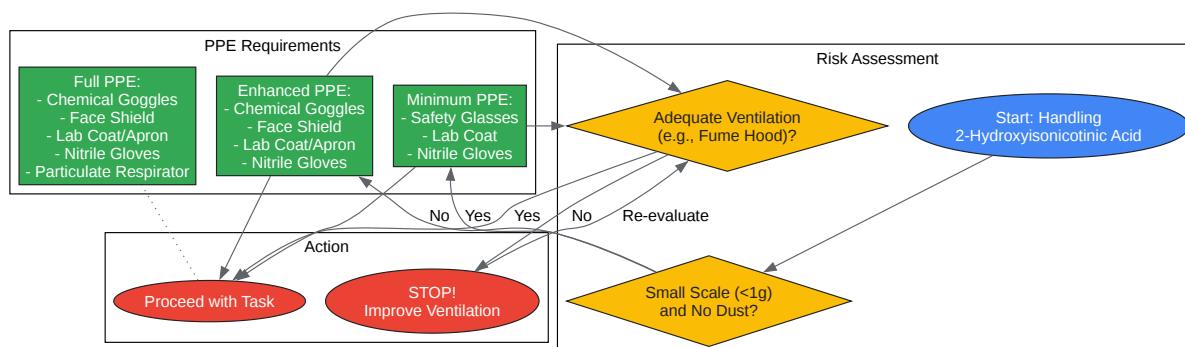 PPE Requirements
Full PPE:
- Chemical Goggles
- Face Shield
- Lab Coat/Apron
- Nitrile Gloves
- Particulate Respirator
Enhanced PPE:
- Chemical Goggles
- Face Shield
- Lab Coat/Apron
- Nitrile Gloves
Minimum PPE:
- Safety Glasses
- Lab Coat
- Nitrile Gloves
Risk Assessment
Adequate Ventilation
(e.g., Fume Hood)?
Start: Handling
2-Hydroxyisonicotinic Acid
No
Yes
Yes
No
Re-evaluate
Action
Proceed with Task
STOP!
Improve Ventilation
Small Scale (<1g)
and No Dust?